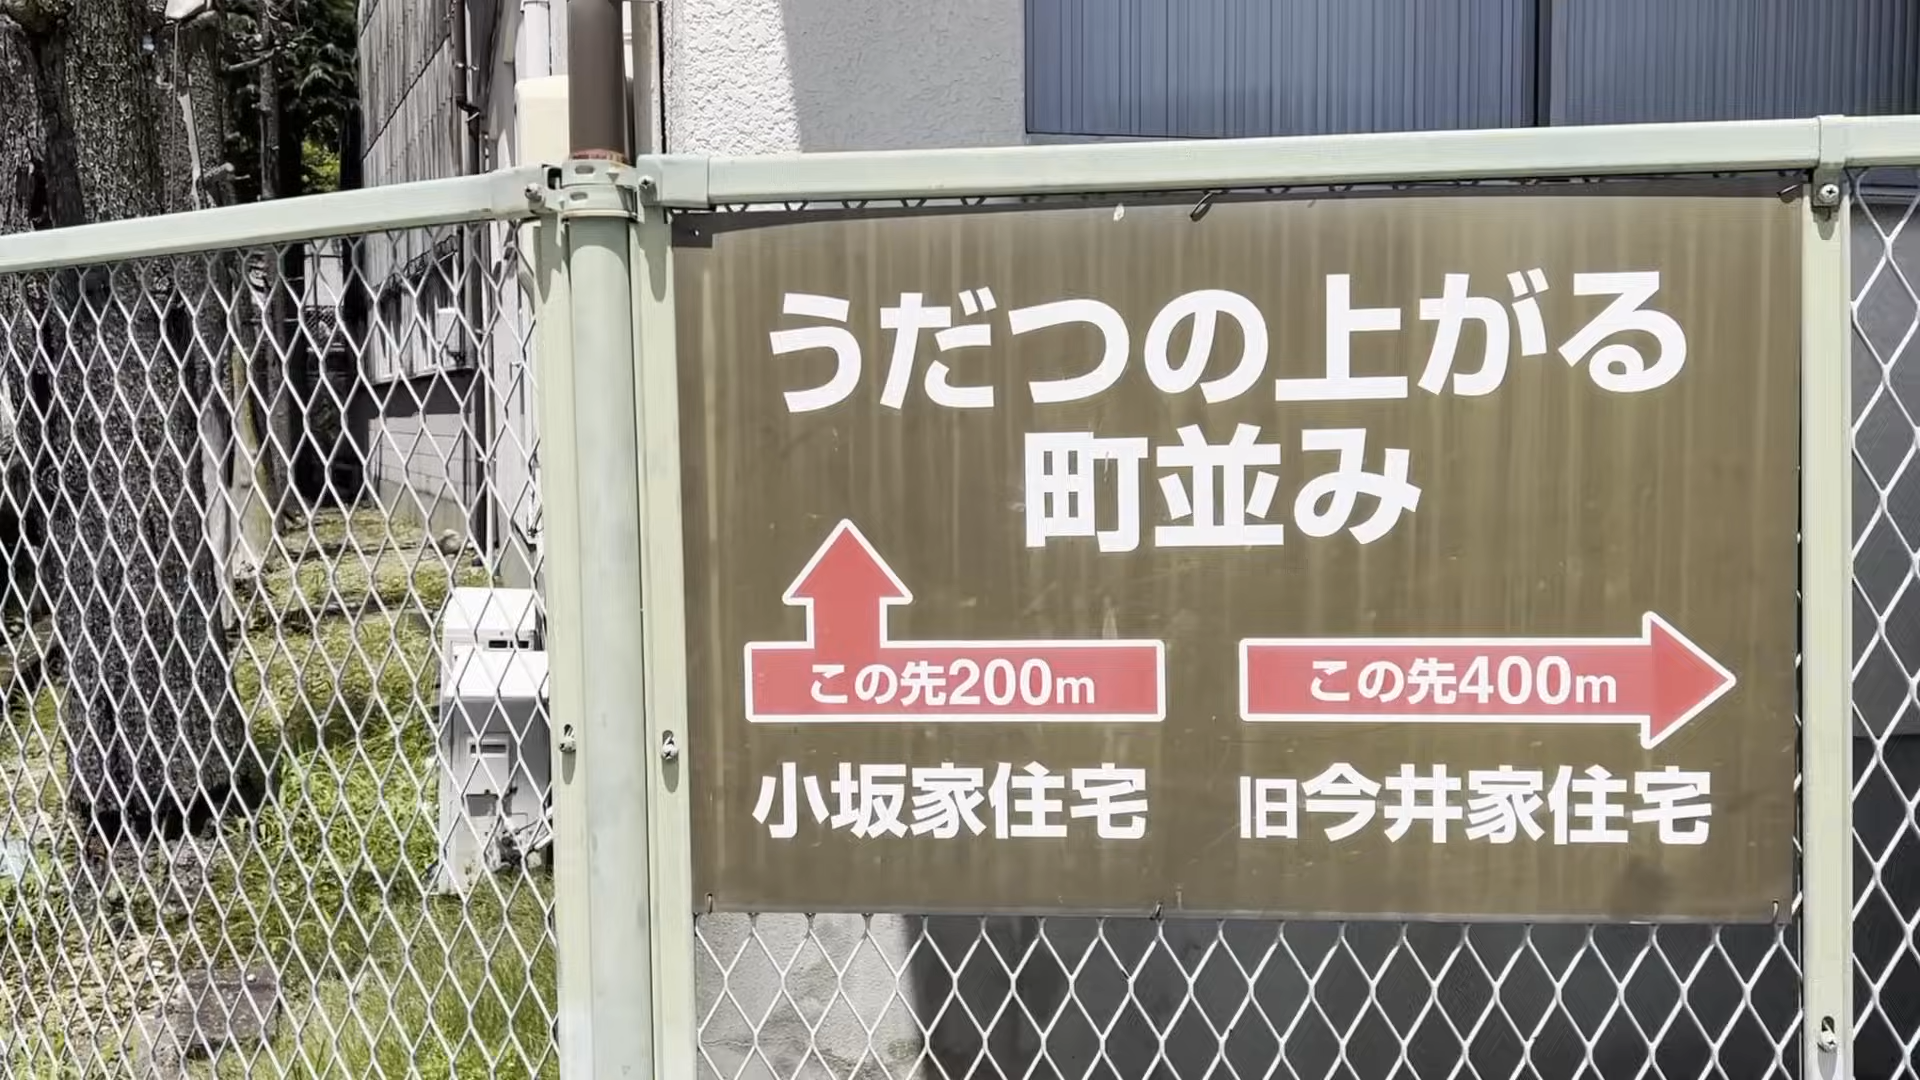 うだつの上がる
町並み
この先200m
この先400m
小坂家住宅
旧今井家住宅